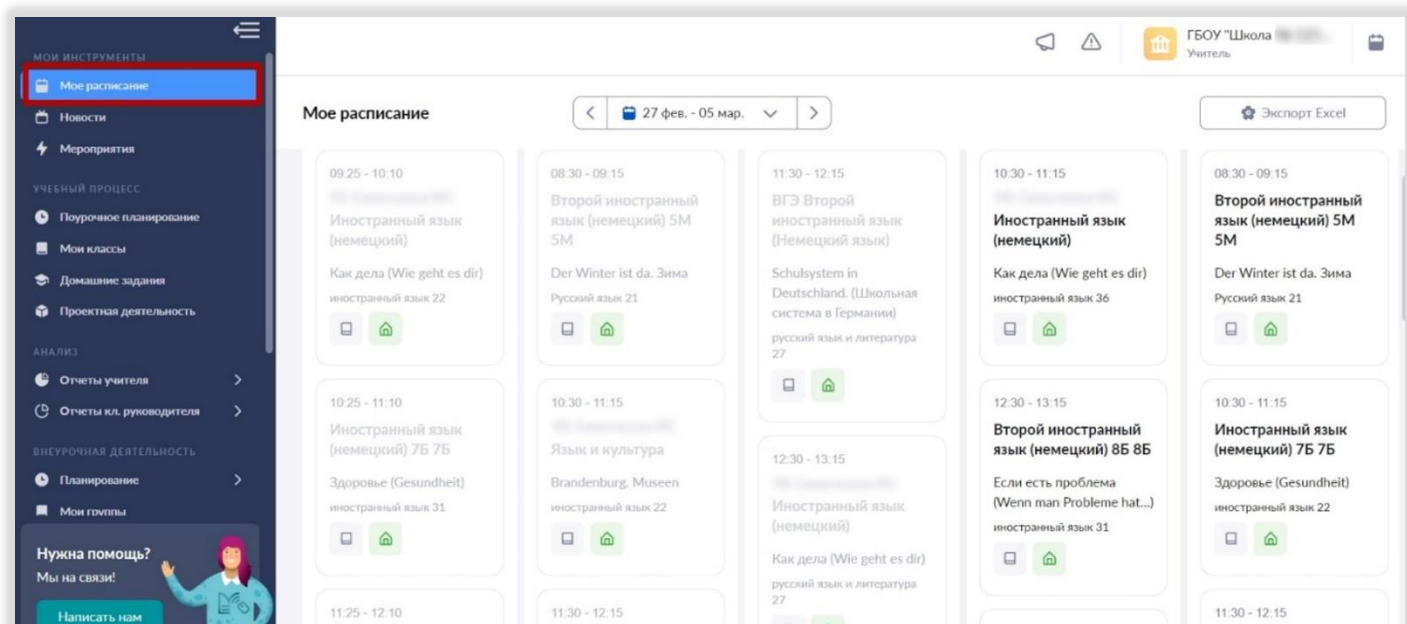 МОИ ИНСТРУМЕНТЫ
Мое расписание
Новости
Мероприятия
УЧЕБНЫЙ ПРОЦЕСС
Поурочное планирование
Мои классы
Домашние задания
Проектная деятельность
АНАЛИЗ
Отчеты учителя
Отчеты кл. руководителя
ВНЕУРОЧНАЯ ДЕЯТЕЛЬНОСТЬ
Планирование
Мои группы
Нужна помощь?
Мы на связи!
Написать нам
ГБОУ "Школа
Учитель
Мое расписание
27 фев. - 05 мар.
Экспорт Excel
09:25 - 10:10
Иностранный язык
(немецкий)
Как дела (Wie geht es dir)
иностранный язык 22
10:25 - 11:10
Иностранный язык
(немецкий) 7Б 7Б
Здоровье (Gesundheit)
иностранный язык 31
11:25 - 12:10
08:30 - 09:15
Второй иностранный
язык (немецкий) 5М
5М
Der Winter ist da. Зима
Русский язык 21
10:30 - 11:15
Язык и культура
Brandenburg. Museen
иностранный язык 22
11:30 - 12:15
11:30 - 12:15
ВГЭ Второй
иностранный язык
(Немецкий язык)
Schulsystem in
Deutschland. (Школьная
система в Германии)
русский язык и литература
27
12:30 - 13:15
Иностранный язык
(немецкий)
Как дела (Wie geht es dir)
русский язык и литература
27
10:30 - 11:15
Иностранный язык
(немецкий)
Как дела (Wie geht es dir)
иностранный язык 36
12:30 - 13:15
Второй иностранный
язык (немецкий) 8Б 8Б
Если есть проблема
(Wenn man Probleme hat...)
иностранный язык 31
08:30 - 09:15
Второй иностранный
язык (немецкий) 5М
5М
Der Winter ist da. Зима
Русский язык 21
10:30 - 11:15
Иностранный язык
(немецкий) 7Б 7Б
Здоровье (Gesundheit)
иностранный язык 22
11:30 - 12:15